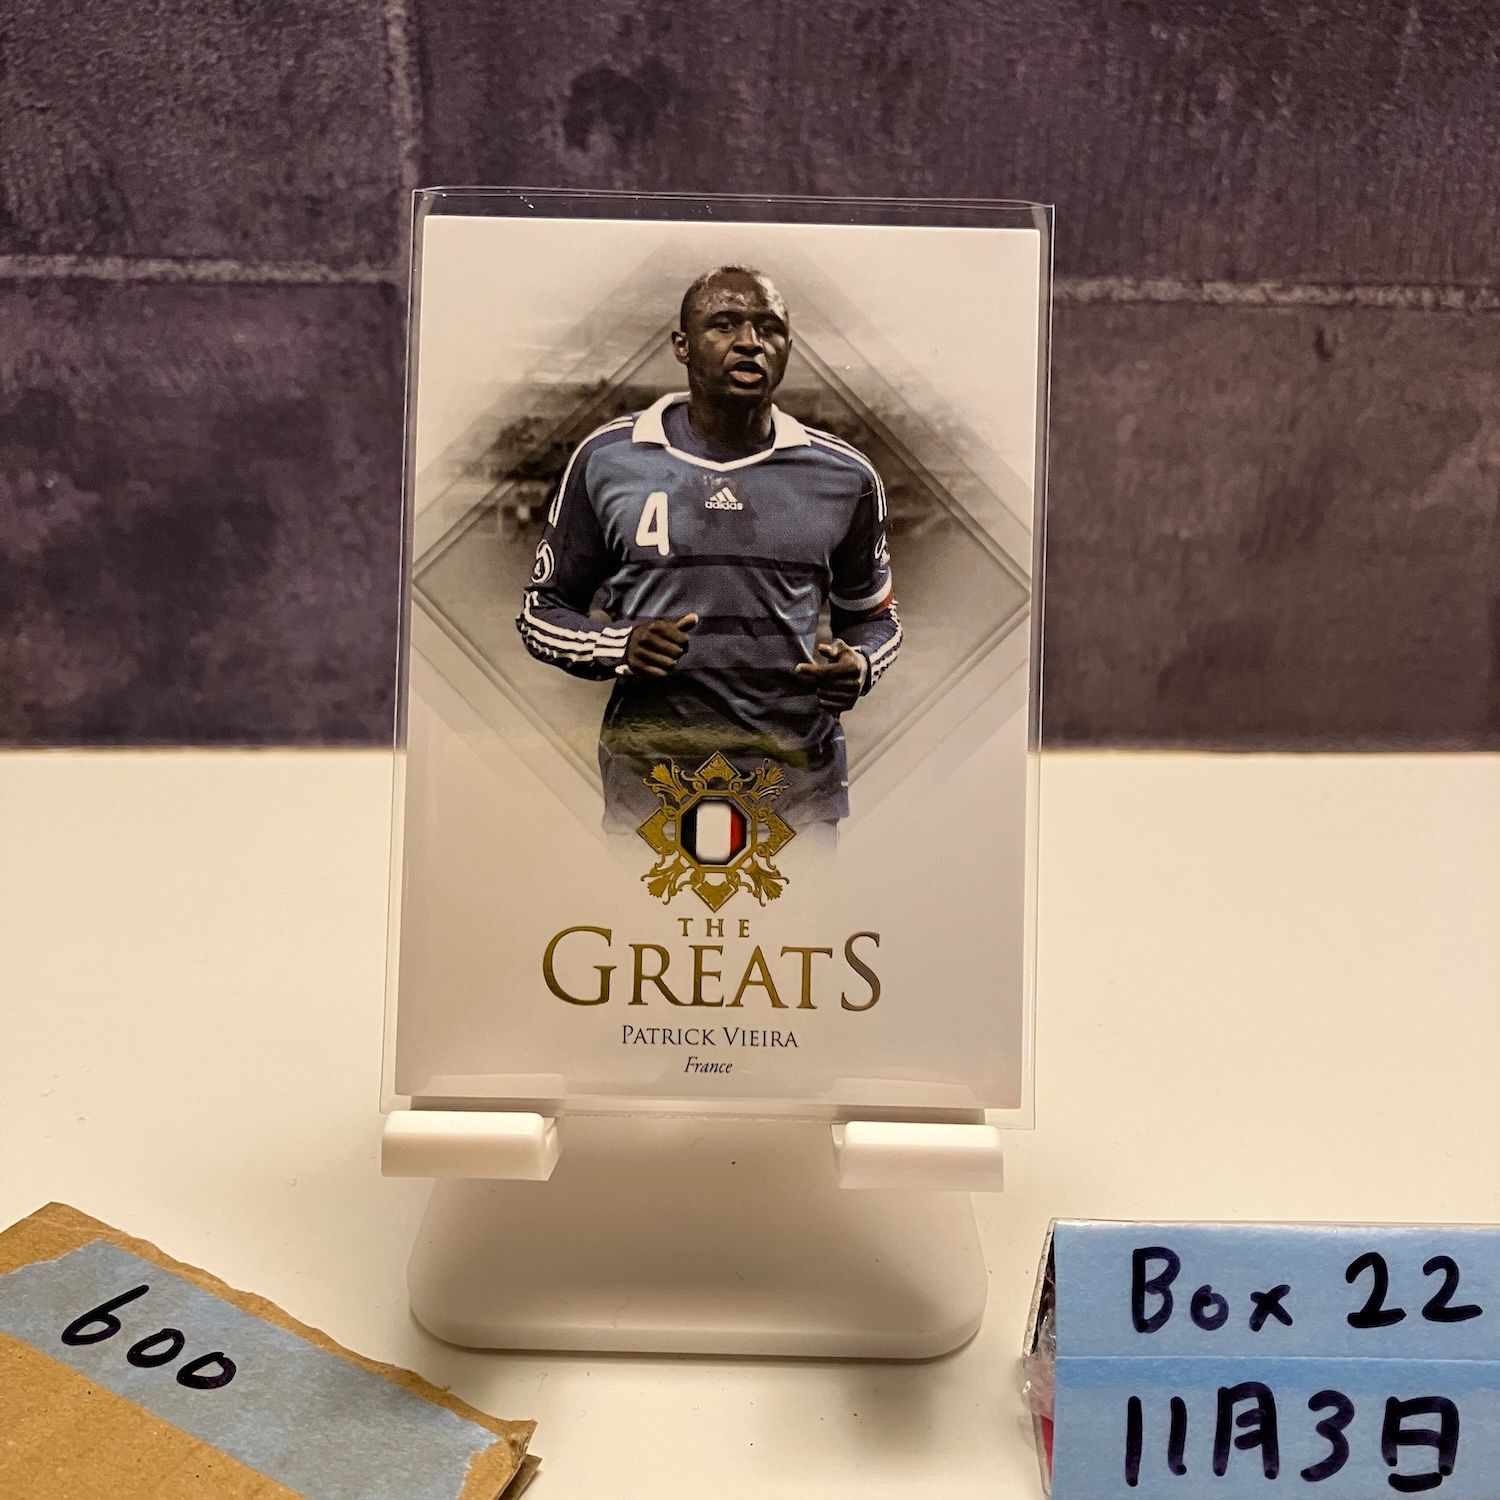 4
adidas
THE
GREATS
PATRICK VIEIRA
France
600
Box 22
11月3日